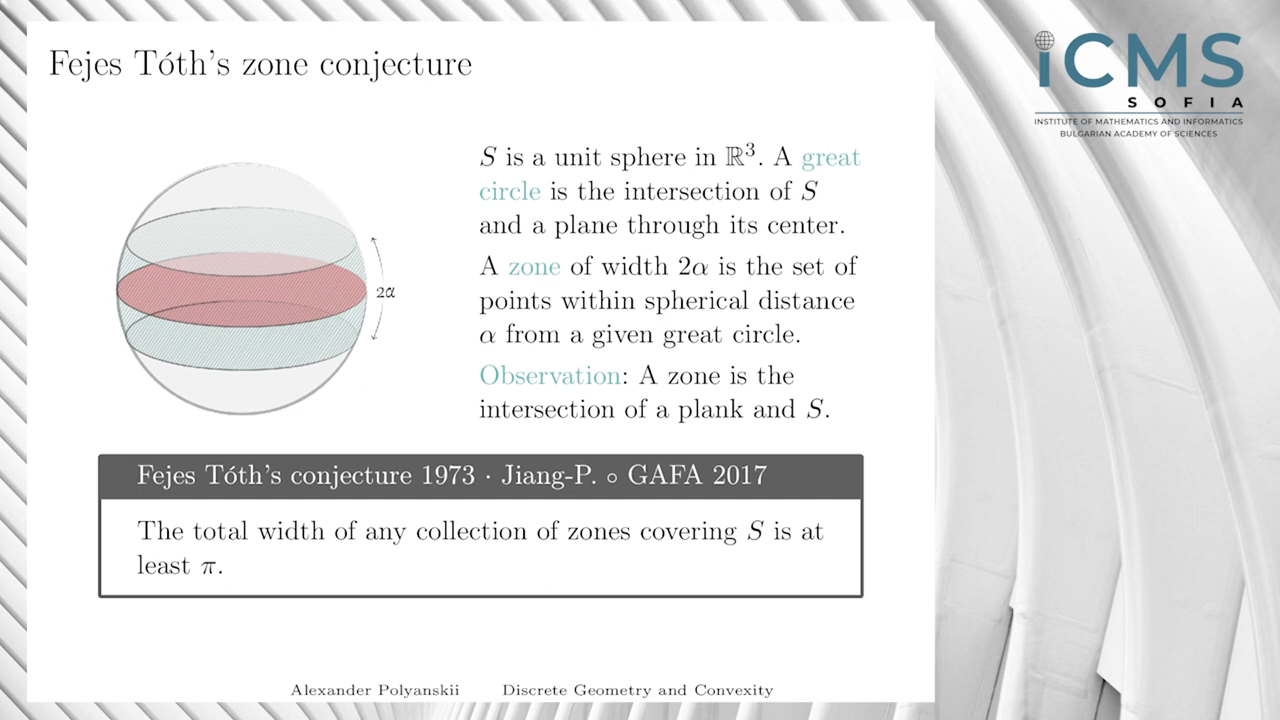 Fejes Tóth's zone conjecture
S is a unit sphere in ℝ³. A great
circle is the intersection of S
and a plane through its center.
A zone of width 2α is the set of
points within spherical distance
α from a given great circle.
Observation: A zone is the
intersection of a plank and S.
2α
Fejes Tóth's conjecture 1973 · Jiang-P. ∘ GAFA 2017
The total width of any collection of zones covering S is at
least π.
Alexander Polyanskii Discrete Geometry and Convexity
iCMS
SOFIA
INSTITUTE OF MATHEMATICS AND INFORMATICS
BULGARIAN ACADEMY OF SCIENCES